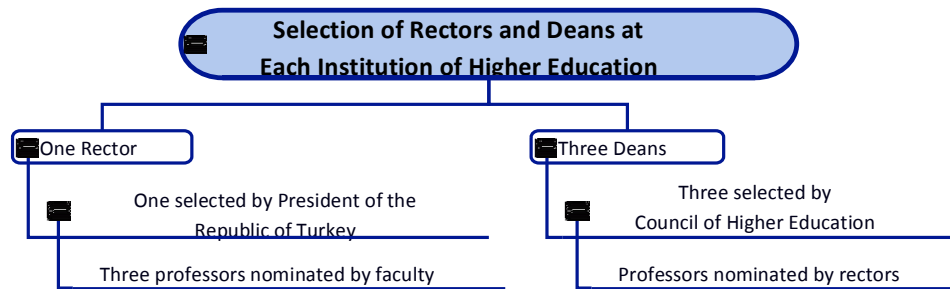 Selection of Rectors and Deans at
Each Institution of Higher Education
One Rector
One selected by President of the
Republic of Turkey
Three professors nominated by faculty
Three Deans
Three selected by
Council of Higher Education
Professors nominated by rectors